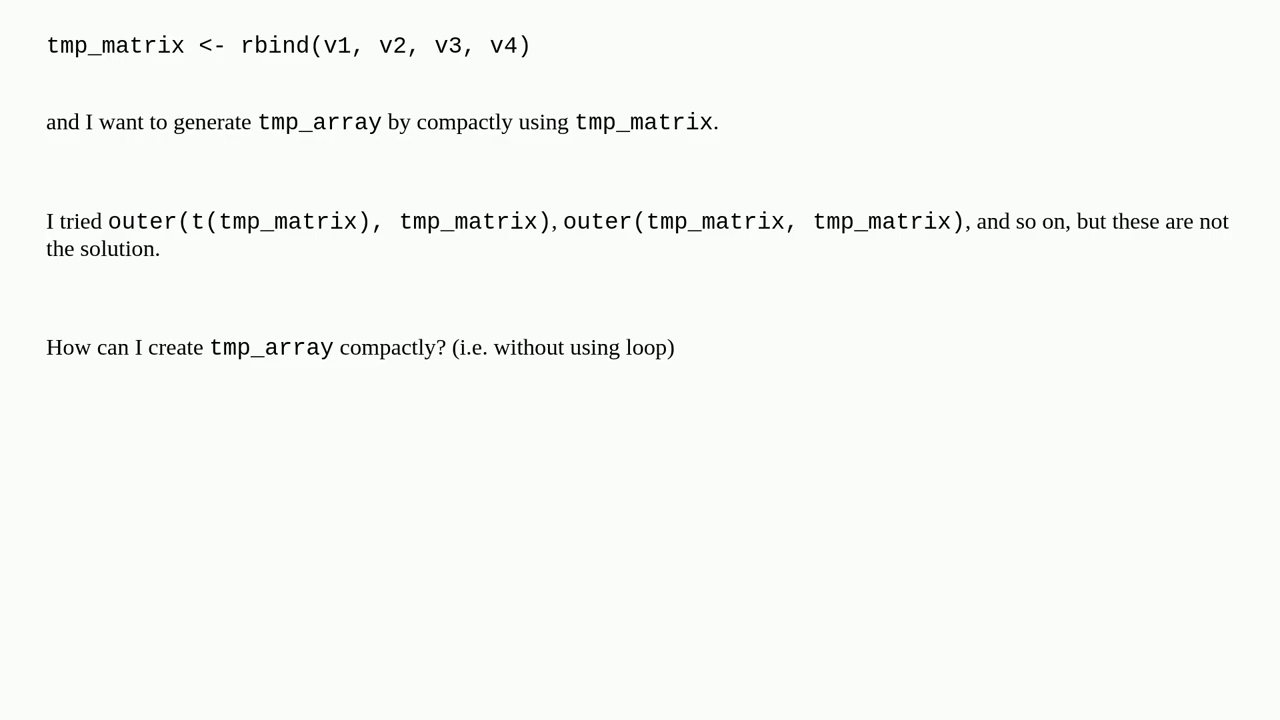 tmp_matrix <- rbind(v1, v2, v3, v4)
and I want to generate tmp_array by compactly using tmp_matrix.
I tried outer(t(tmp_matrix), tmp_matrix), outer(tmp_matrix, tmp_matrix), and so on, but these are not
the solution.
How can I create tmp_array compactly? (i.e. without using loop)